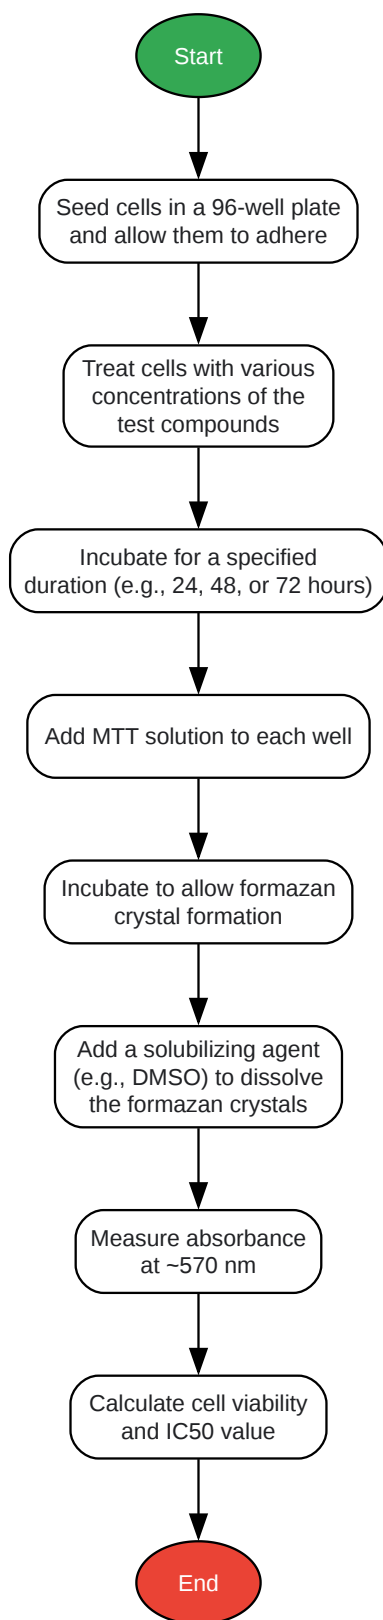 Start
Seed cells in a 96-well plate
and allow them to adhere
Treat cells with various
concentrations of the
test compounds
Incubate for a specified
duration (e.g., 24, 48, or 72 hours)
Add MTT solution to each well
Incubate to allow formazan
crystal formation
Add a solubilizing agent
(e.g., DMSO) to dissolve
the formazan crystals
Measure absorbance
at ~570 nm
Calculate cell viability
and IC50 value
End